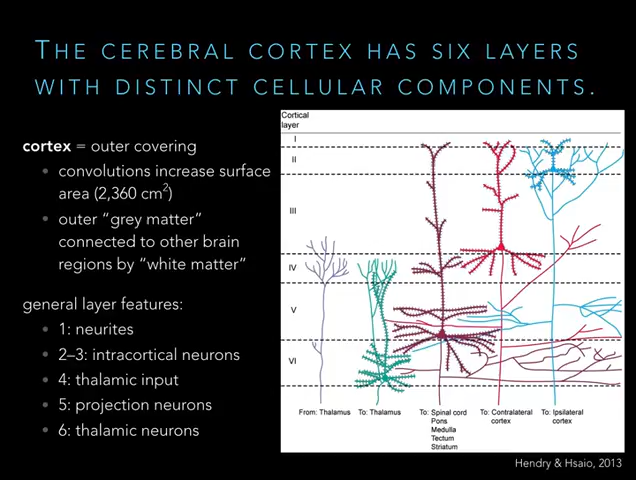 THE CEREBRAL CORTEX HAS SIX LAYERS
WITH DISTINCT CELLULAR COMPONENTS.
cortex = outer covering
• convolutions increase surface
area (2,360 cm²)
• outer “grey matter”
connected to other brain
regions by “white matter”
general layer features:
• 1: neurites
• 2–3: intracortical neurons
• 4: thalamic input
• 5: projection neurons
• 6: thalamic neurons
Cortical
layer
I
II
III
IV
V
VI
From: Thalamus
To: Thalamus
To: Spinal cord
Pons
Medulla
Tectum
Striatum
To: Contralateral
cortex
To: Ipsilateral
cortex
Hendry & Hsaio, 2013